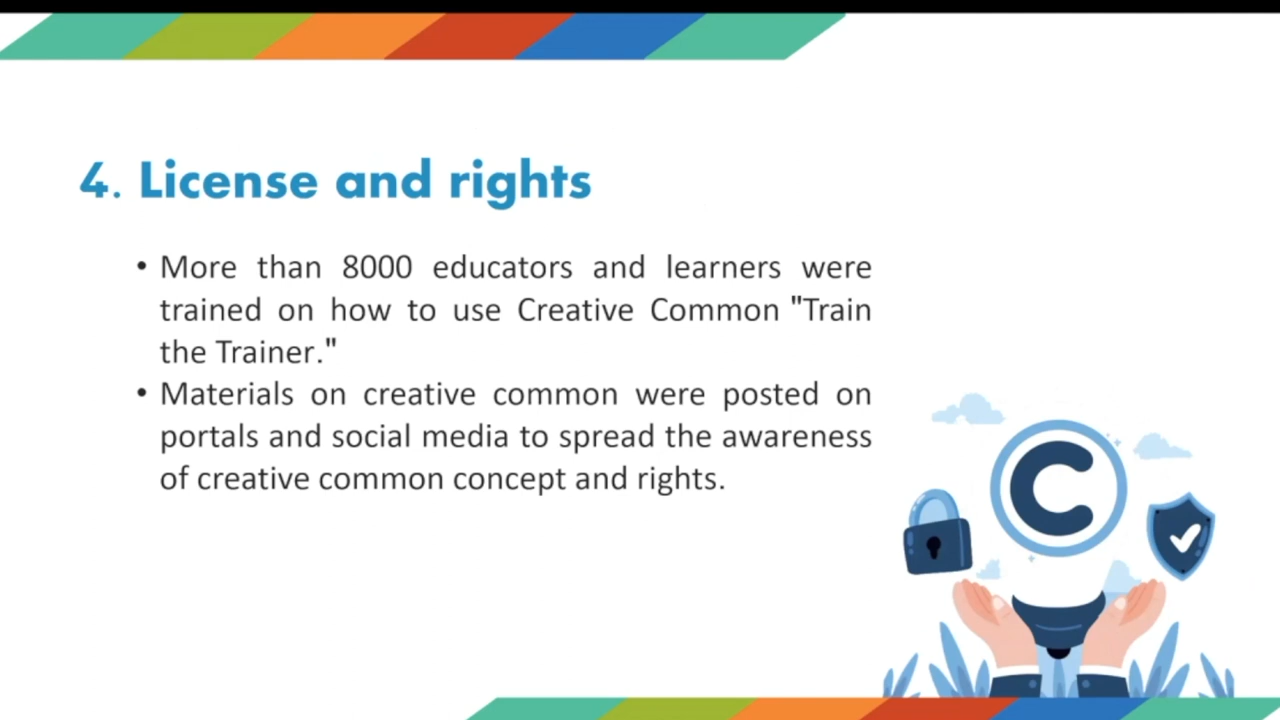 4. License and rights
• More than 8000 educators and learners were
trained on how to use Creative Common "Train
the Trainer."
• Materials on creative common were posted on
portals and social media to spread the awareness
of creative common concept and rights.
C